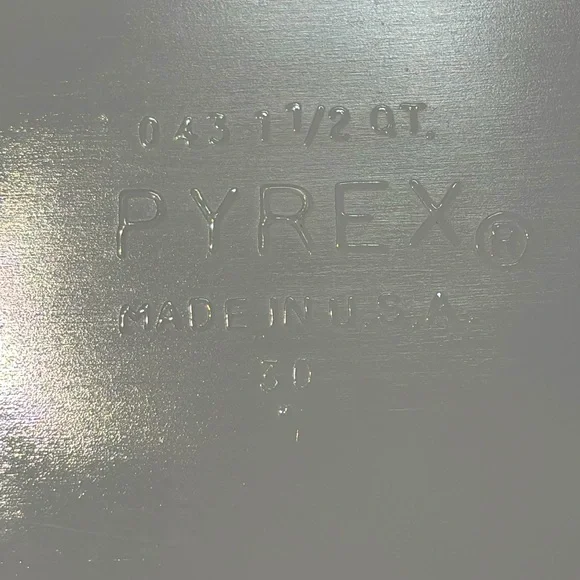 043 1 1/2 QT.
PYREX®
MADE IN U.S.A.
30